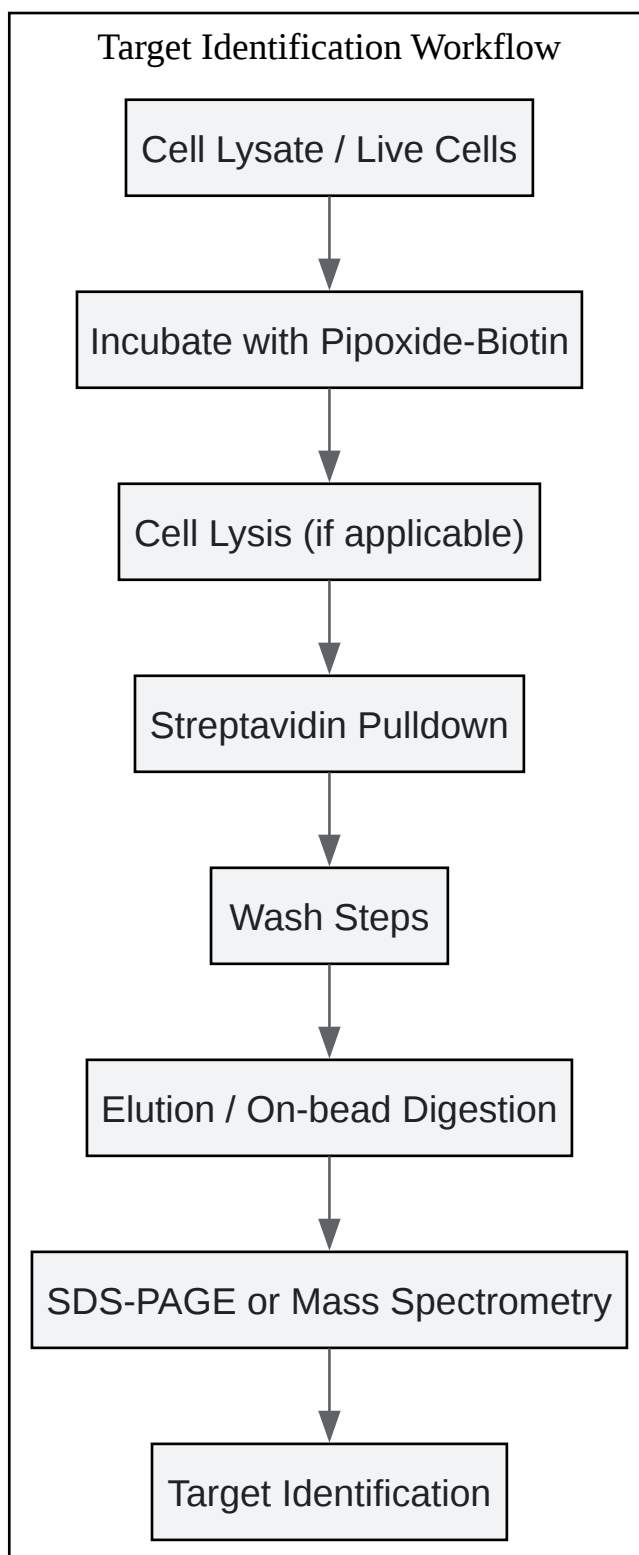 Target Identification Workflow
Cell Lysate / Live Cells
Incubate with Pipoxide-Biotin
Cell Lysis (if applicable)
Streptavidin Pulldown
Wash Steps
Elution / On-bead Digestion
SDS-PAGE or Mass Spectrometry
Target Identification